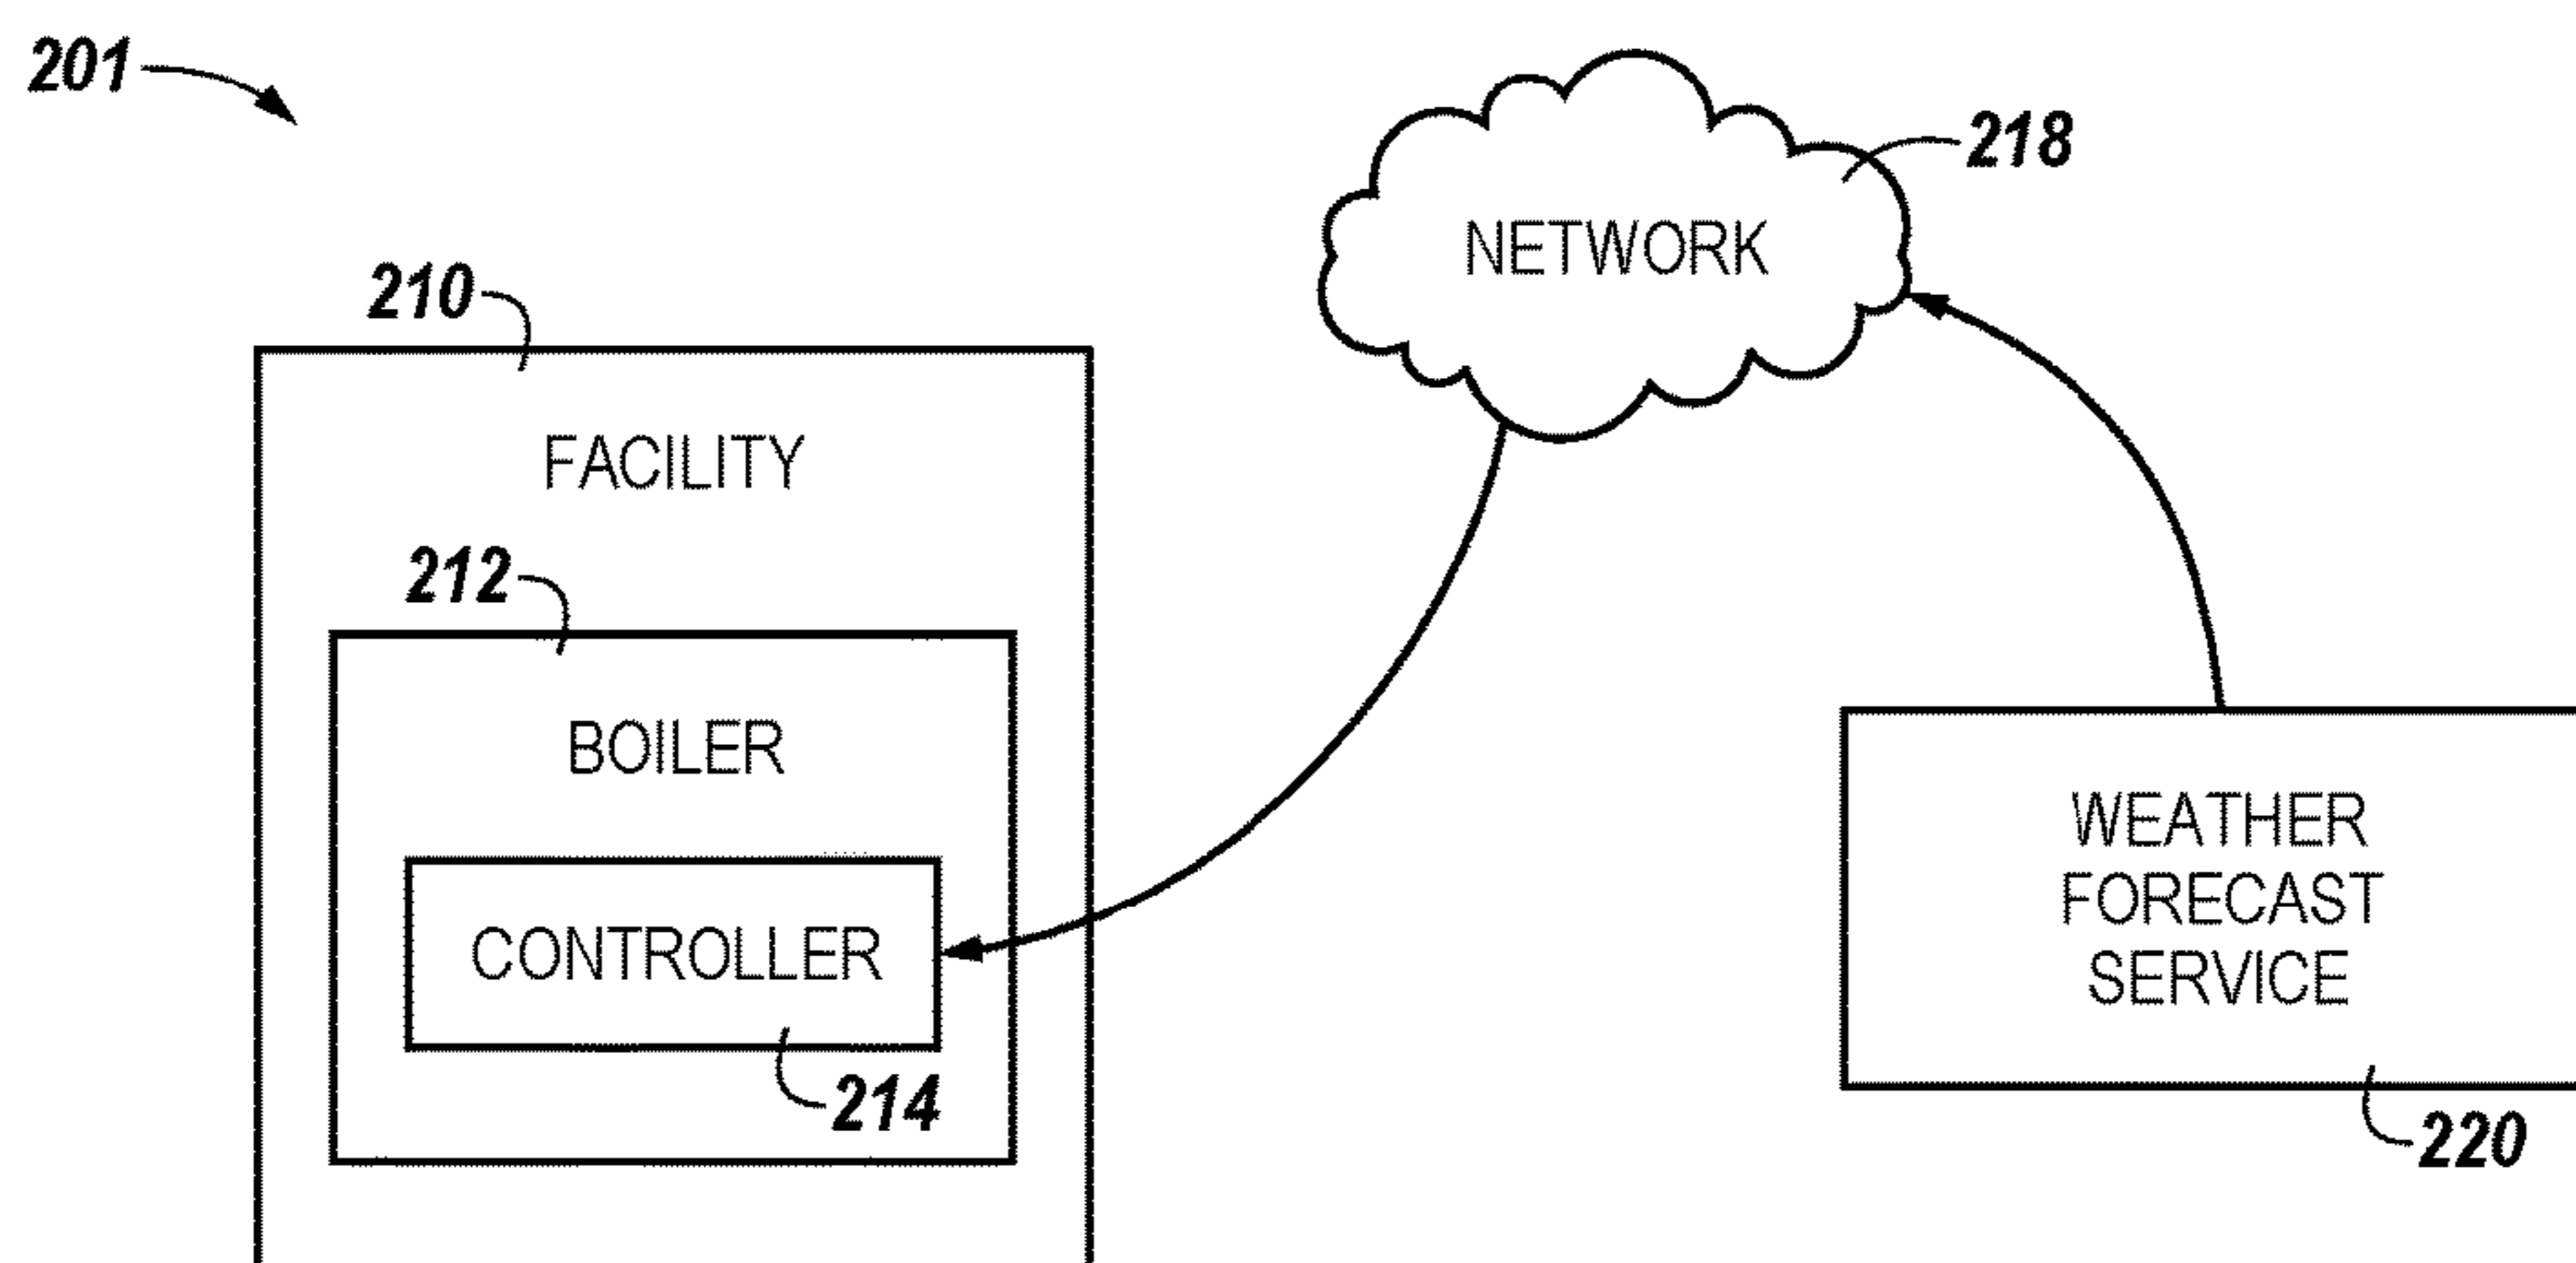 201
218
NETWORK
210
FACILITY
212
BOILER
CONTROLLER
214
WEATHER
FORECAST
SERVICE
220